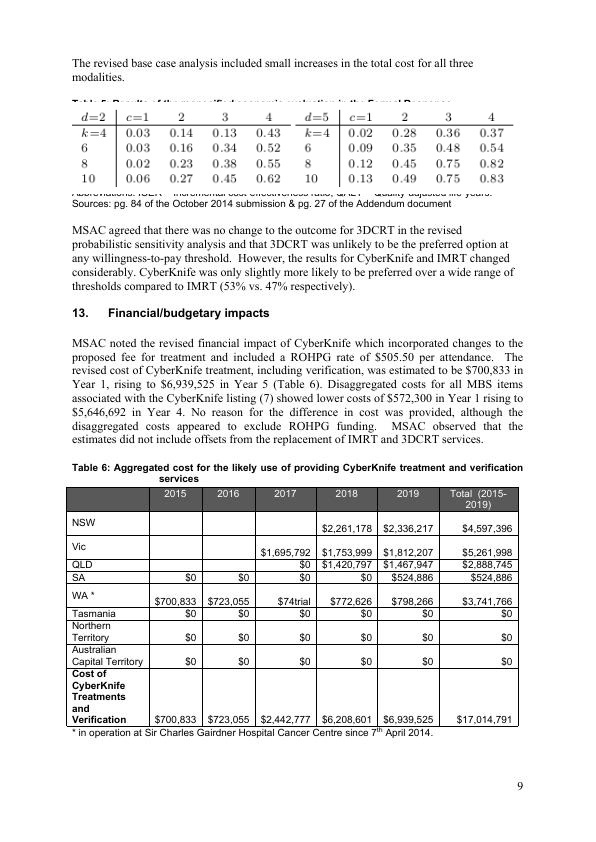 The revised base case analysis included small increases in the total cost for all three
modalities.
d=2 c=1 2 3 4 d=5 c=1 2 3 4
k=4 0.03 0.14 0.13 0.43 k=4 0.02 0.28 0.36 0.37
6 0.03 0.16 0.34 0.52 6 0.09 0.35 0.48 0.54
8 0.02 0.23 0.38 0.55 8 0.12 0.45 0.75 0.82
10 0.06 0.27 0.45 0.62 10 0.13 0.49 0.75 0.83
Sources: pg. 84 of the October 2014 submission & pg. 27 of the Addendum document
MSAC agreed that there was no change to the outcome for 3DCRT in the revised
probabilistic sensitivity analysis and that 3DCRT was unlikely to be the preferred option at
any willingness-to-pay threshold. However, the results for CyberKnife and IMRT changed
considerably. CyberKnife was only slightly more likely to be preferred over a wide range of
thresholds compared to IMRT (53% vs. 47% respectively).
13. Financial/budgetary impacts
MSAC noted the revised financial impact of CyberKnife which incorporated changes to the
proposed fee for treatment and included a ROHPG rate of $505.50 per attendance. The
revised cost of CyberKnife treatment, including verification, was estimated to be $700,833 in
Year 1, rising to $6,939,525 in Year 5 (Table 6). Disaggregated costs for all MBS items
associated with the CyberKnife listing (7) showed lower costs of $572,300 in Year 1 rising to
$5,646,692 in Year 4. No reason for the difference in cost was provided, although the
disaggregated costs appeared to exclude ROHPG funding. MSAC observed that the
estimates did not include offsets from the replacement of IMRT and 3DCRT services.
Table 6: Aggregated cost for the likely use of providing CyberKnife treatment and verification
services
2015 2016 2017 2018 2019 Total (2015-
2019)
NSW $2,261,178 $2,336,217 $4,597,396
Vic $1,695,792 $1,753,999 $1,812,207 $5,261,998
QLD $0 $1,420,797 $1,467,947 $2,888,745
SA $0 $0 $0 $0 $524,886 $524,886
WA * $700,833 $723,055 $74trial $772,626 $798,266 $3,741,766
Tasmania $0 $0 $0 $0 $0 $0
Northern
Territory $0 $0 $0 $0 $0 $0
Australian
Capital Territory $0 $0 $0 $0 $0 $0
Cost of
CyberKnife
Treatments
and
Verification $700,833 $723,055 $2,442,777 $6,208,601 $6,939,525 $17,014,791
* in operation at Sir Charles Gairdner Hospital Cancer Centre since 7th April 2014.
9